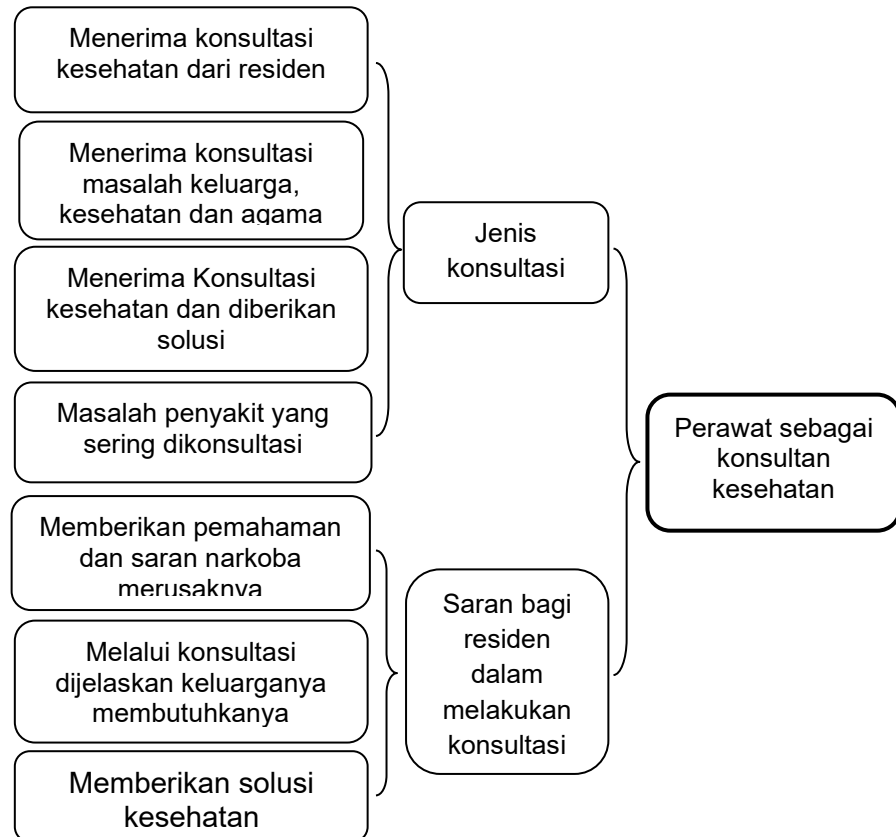 Menerima konsultasi
kesehatan dari residen
Menerima konsultasi
masalah keluarga,
kesehatan dan agama
Menerima Konsultasi
kesehatan dan diberikan
solusi
Masalah penyakit yang
sering dikonsultasi
Memberikan pemahaman
dan saran narkoba
merusaknya
Melalui konsultasi
dijelaskan keluarganya
membutuhkanya
Memberikan solusi
kesehatan
Jenis
konsultasi
Saran bagi
residen
dalam
melakukan
konsultasi
Perawat sebagai
konsultan
kesehatan